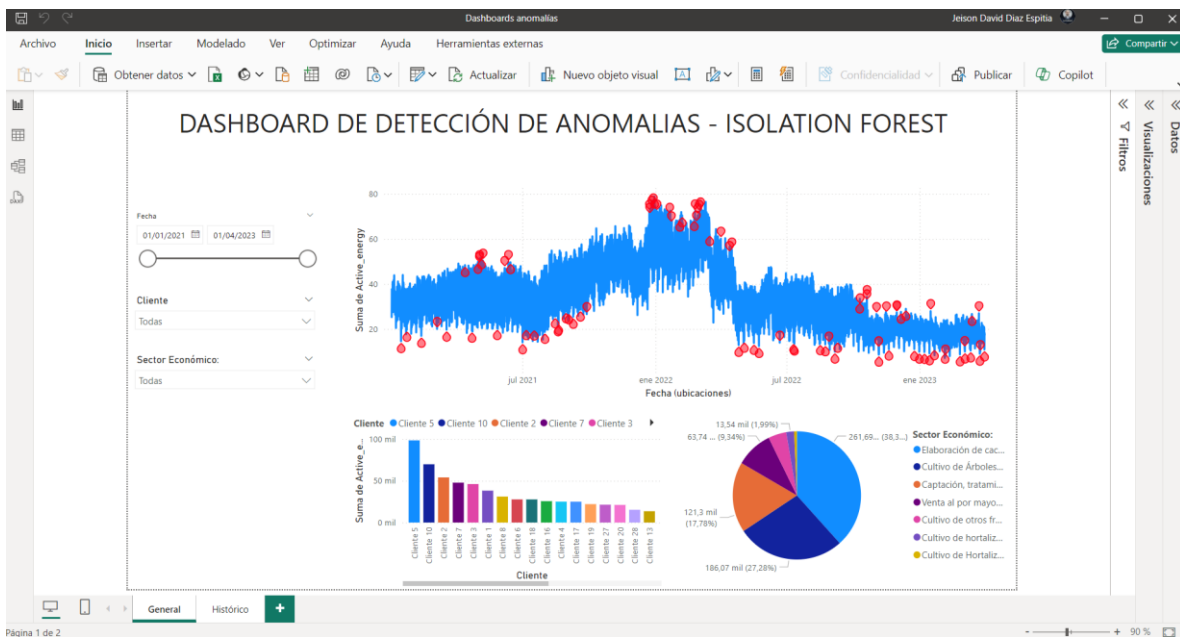 Dashboards anomalías
Jeison David Diaz Espitia
Archivo Inicio Insertar Modelado Ver Optimizar Ayuda Herramientas externas
Compartir
Obtener datos Actualizar Nuevo objeto visual Confidencialidad Publicar Copilot
DASHBOARD DE DETECCIÓN DE ANOMALIAS - ISOLATION FOREST
Filtros
Visualizaciones
Datos
Fecha
01/01/2021 01/04/2023
Cliente
Todas
Sector Económico:
Todas
Suma de Active_energy
80
60
40
20
jul 2021 ene 2022 jul 2022 ene 2023
Fecha (ubicaciones)
Cliente Cliente 5 Cliente 10 Cliente 2 Cliente 7 Cliente 3
Suma de Active_e...
100 mil
50 mil
0 mil
Cliente 5
Cliente 10
Cliente 2
Cliente 7
Cliente 3
Cliente 1
Cliente 8
Cliente 6
Cliente 18
Cliente 16
Cliente 4
Cliente 17
Cliente 19
Cliente 27
Cliente 20
Cliente 28
Cliente 13
Cliente
13,54 mil (1,99%)
63,74 ... (9,34%)
261,69... (38,3...)
121,3 mil
(17,78%)
186,07 mil (27,28%)
Sector Económico:
Elaboración de cac...
Cultivo de Árboles...
Captación, tratami...
Venta al por mayo...
Cultivo de otros fr...
Cultivo de hortaliz...
Cultivo de Hortaliz...
General Histórico +
Página 1 de 2
- + 90 %